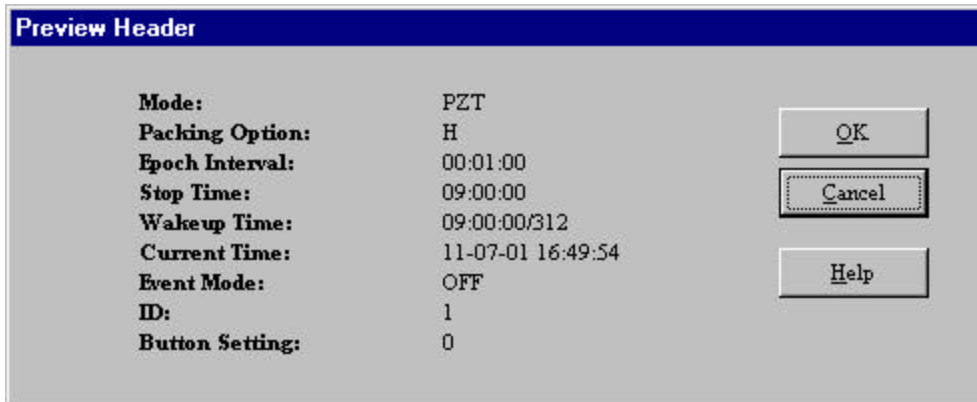 Preview Header
Mode: PZT
Packing Option: H
Epoch Interval: 00:01:00
Stop Time: 09:00:00
Wakeup Time: 09:00:00/312
Current Time: 11-07-01 16:49:54
Event Mode: OFF
ID: 1
Button Setting: 0
OK
Cancel
Help